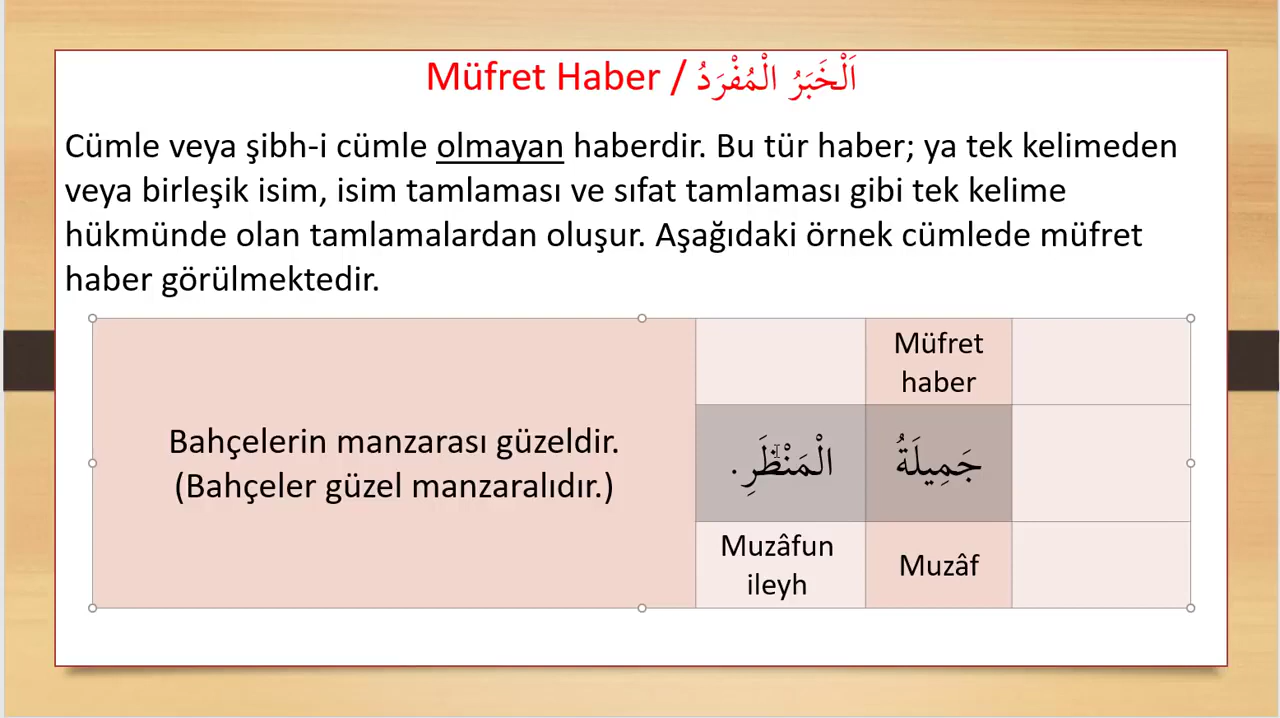 Müfret Haber / اَلْخَبَرُ الْمُفْرَدُ
Cümle veya şibh-i cümle olmayan haberdir. Bu tür haber; ya tek kelimeden
veya birleşik isim, isim tamlaması ve sıfat tamlaması gibi tek kelime
hükmünde olan tamlamalardan oluşur. Aşağıdaki örnek cümlede müfret
haber görülmektedir.
Müfret
haber
Bahçelerin manzarası güzeldir.
(Bahçeler güzel manzaralıdır.)
جَمِيلَةُ
الْمَنْظَرِ.
Muzâfun
ileyh
Muzâf